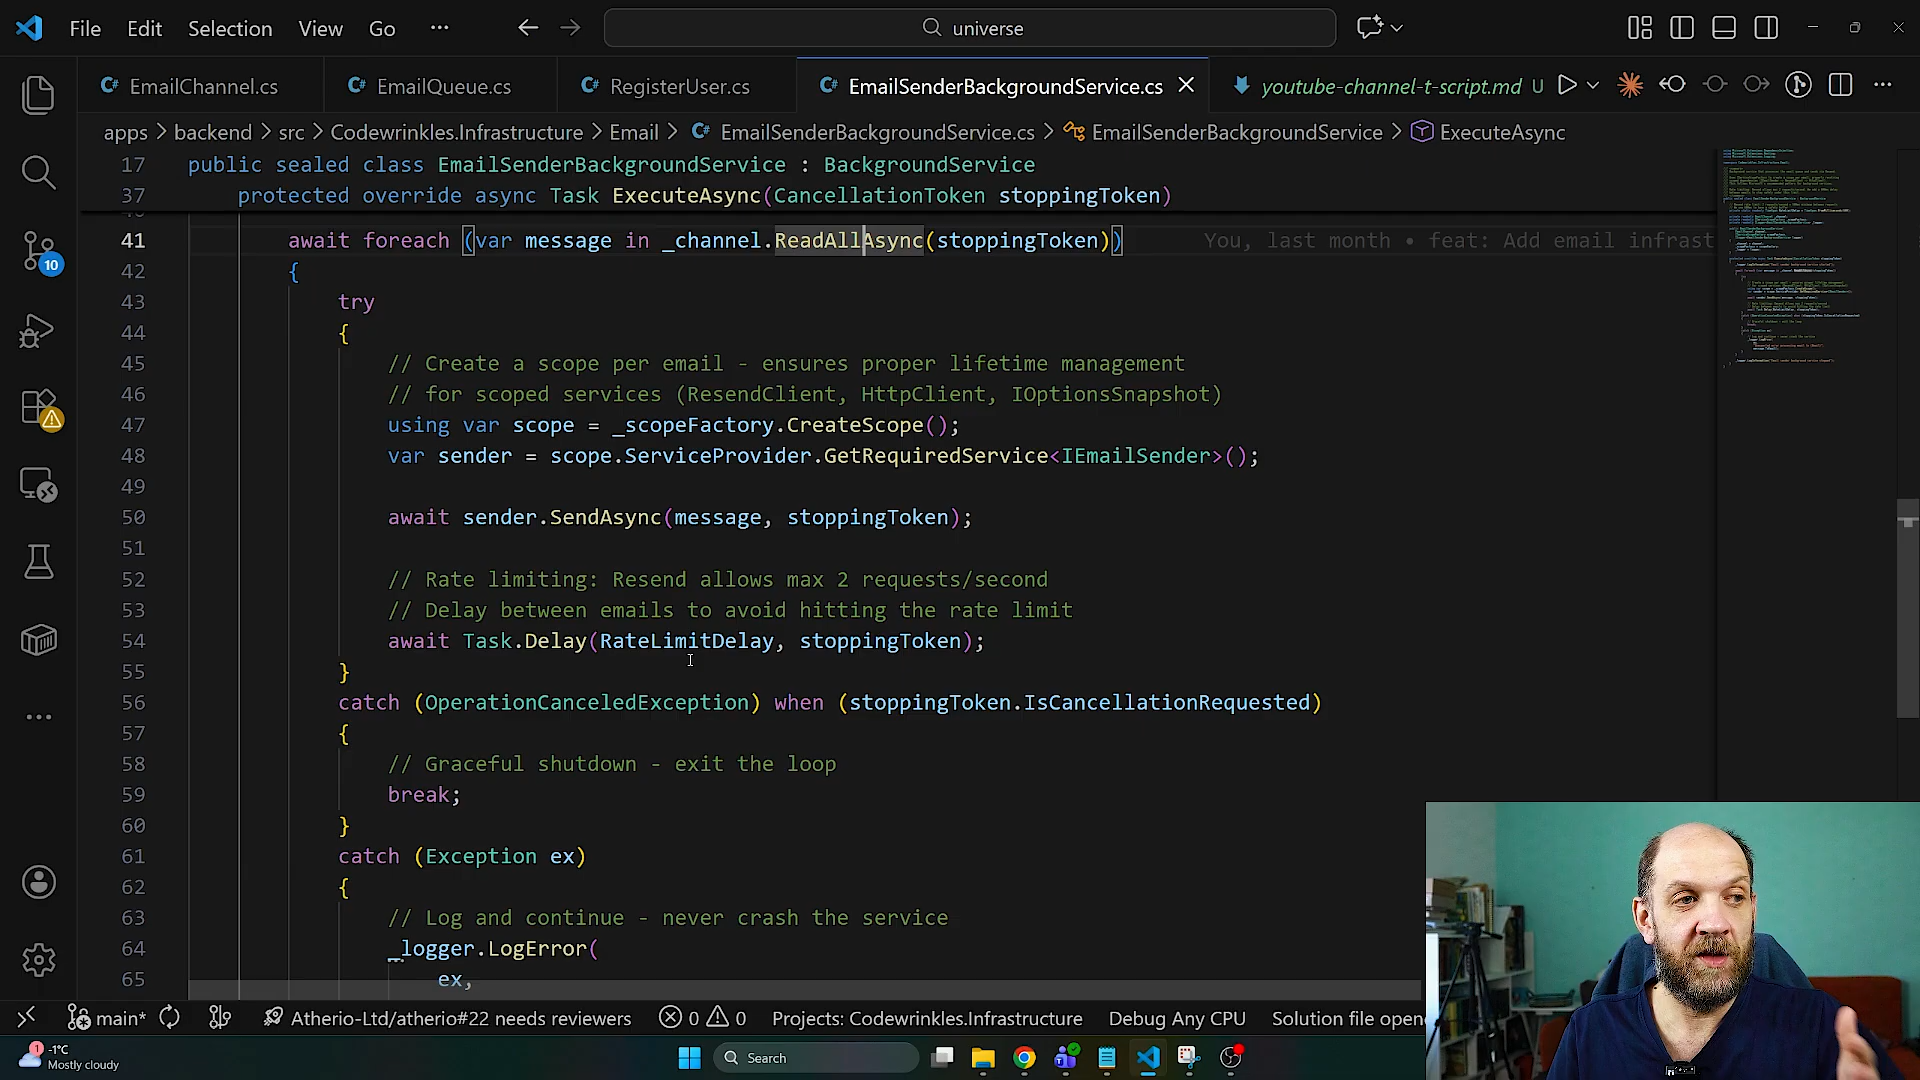 File Edit Selection View Go ··· universe
EmailChannel.cs EmailQueue.cs RegisterUser.cs EmailSenderBackgroundService.cs youtube-channel-t-script.md U
apps > backend > src > Codewrinkles.Infrastructure > Email > EmailSenderBackgroundService.cs > EmailSenderBackgroundService > ExecuteAsync
17 public sealed class EmailSenderBackgroundService : BackgroundService
37 protected override async Task ExecuteAsync(CancellationToken stoppingToken)
41 await foreach (var message in _channel.ReadAllAsync(stoppingToken)) You, last month • feat: Add email infrast
42 {
43 try
44 {
45 // Create a scope per email - ensures proper lifetime management
46 // for scoped services (ResendClient, HttpClient, IOptionsSnapshot)
47 using var scope = _scopeFactory.CreateScope();
48 var sender = scope.ServiceProvider.GetRequiredService<IEmailSender>();
49
50 await sender.SendAsync(message, stoppingToken);
51
52 // Rate limiting: Resend allows max 2 requests/second
53 // Delay between emails to avoid hitting the rate limit
54 await Task.Delay(RateLimitDelay, stoppingToken);
55 }
56 catch (OperationCanceledException) when (stoppingToken.IsCancellationRequested)
57 {
58 // Graceful shutdown - exit the loop
59 break;
60 }
61 catch (Exception ex)
62 {
63 // Log and continue - never crash the service
64 _logger.LogError(
65 ex,
10
main* Atherio-Ltd/atherio#22 needs reviewers 0 0 Projects: Codewrinkles.Infrastructure Debug Any CPU Solution file open
1 -1°C
Mostly cloudy
Search